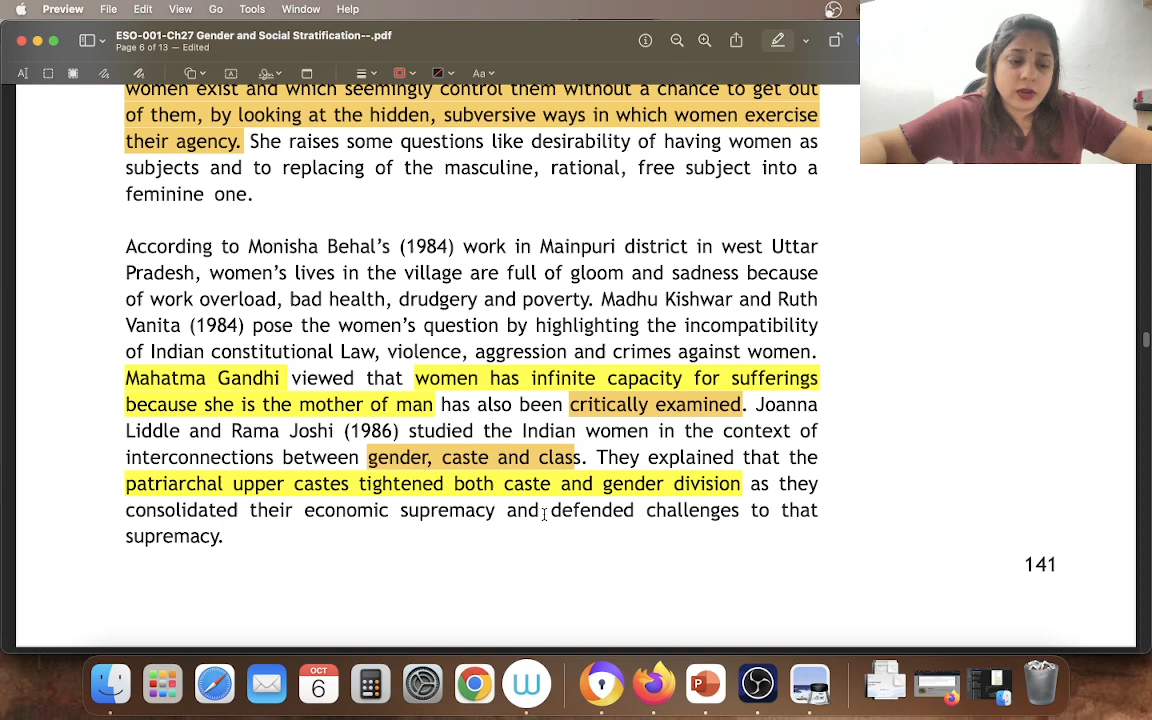 Preview File Edit View Go Tools Window Help
ESO-001-Ch27 Gender and Social Stratification--.pdf
Page 6 of 13 — Edited
women exist and which seemingly control them without a chance to get out
of them, by looking at the hidden, subversive ways in which women exercise
their agency. She raises some questions like desirability of having women as
subjects and to replacing of the masculine, rational, free subject into a
feminine one.
According to Monisha Behal’s (1984) work in Mainpuri district in west Uttar
Pradesh, women’s lives in the village are full of gloom and sadness because
of work overload, bad health, drudgery and poverty. Madhu Kishwar and Ruth
Vanita (1984) pose the women’s question by highlighting the incompatibility
of Indian constitutional Law, violence, aggression and crimes against women.
Mahatma Gandhi viewed that women has infinite capacity for sufferings
because she is the mother of man has also been critically examined. Joanna
Liddle and Rama Joshi (1986) studied the Indian women in the context of
interconnections between gender, caste and class. They explained that the
patriarchal upper castes tightened both caste and gender division as they
consolidated their economic supremacy and defended challenges to that
supremacy.
141
OCT
6